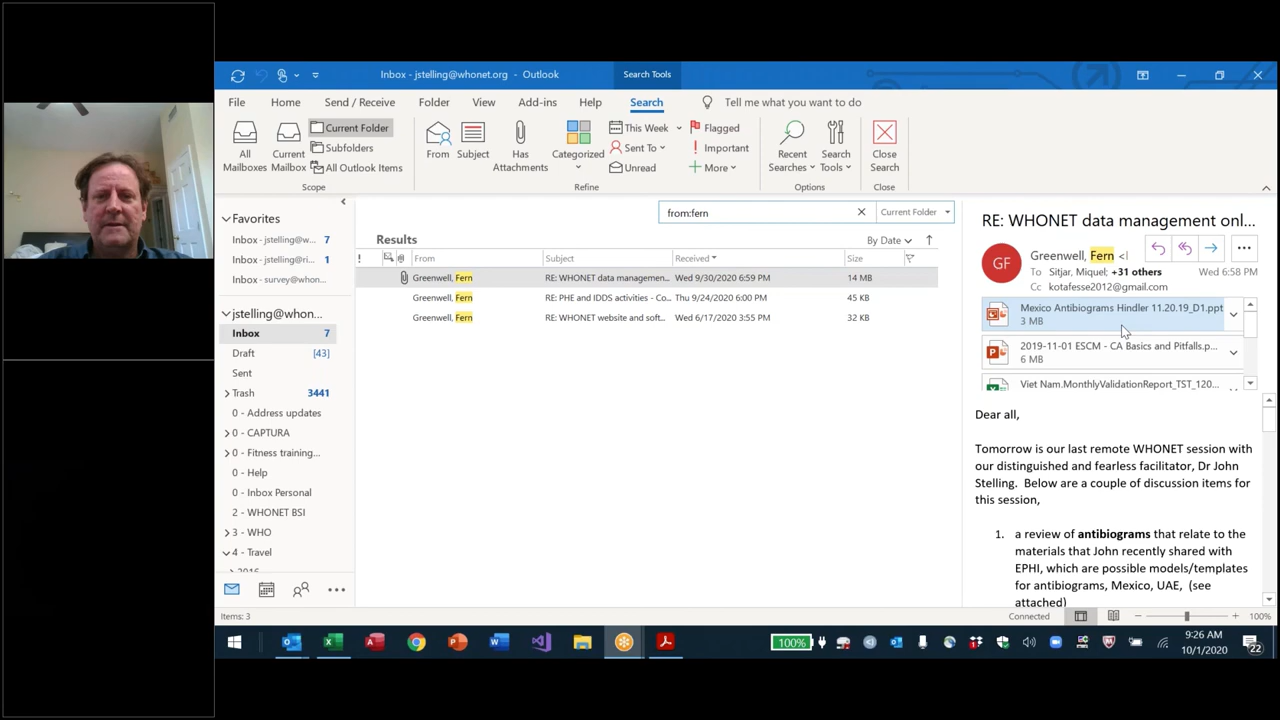 Inbox - jstelling@whonet.org - Outlook
Search Tools
File
Home
Send / Receive
Folder
View
Add-ins
Help
Search
Tell me what you want to do
All Mailboxes
Current Mailbox
Current Folder
Subfolders
All Outlook Items
Scope
From
Subject
Has Attachments
Categorized
This Week
Sent To
Unread
Flagged
Important
More
Refine
Recent Searches
Search Tools
Options
Close Search
Close
Favorites
Inbox - jstelling@w... 7
Inbox - jstelling@ri... 1
Inbox - survey@whon...
jstelling@whon...
Inbox 7
Draft [43]
Sent
Trash 3441
0 - Address updates
0 - CAPTURA
0 - Fitness training...
0 - Help
0 - Inbox Personal
2 - WHONET BSI
3 - WHO
4 - Travel
from:fern
Current Folder
Results
By Date
! From Subject Received Size
Greenwell, Fern RE: WHONET data managemen... Wed 9/30/2020 6:59 PM 14 MB
Greenwell, Fern RE: PHE and IDDS activities - Co... Thu 9/24/2020 6:00 PM 45 KB
Greenwell, Fern RE: WHONET website and soft... Wed 6/17/2020 3:55 PM 32 KB
RE: WHONET data management onl...
GF
Greenwell, Fern <l
To Sitjar, Miquel; +31 others
Wed 6:58 PM
Cc kotafesse2012@gmail.com
Mexico Antibiograms Hindler 11.20.19_D1.ppt
3 MB
2019-11-01 ESCM - CA Basics and Pitfalls.p...
6 MB
Viet Nam.MonthlyValidationReport_TST_120...
Dear all,
Tomorrow is our last remote WHONET session with
our distinguished and fearless facilitator, Dr John
Stelling. Below are a couple of discussion items for
this session,
1. a review of antibiograms that relate to the
materials that John recently shared with
EPHI, which are possible models/templates
for antibiograms, Mexico, UAE, (see
attached)
Items: 3
Connected
100%
100%
9:26 AM
10/1/2020
22